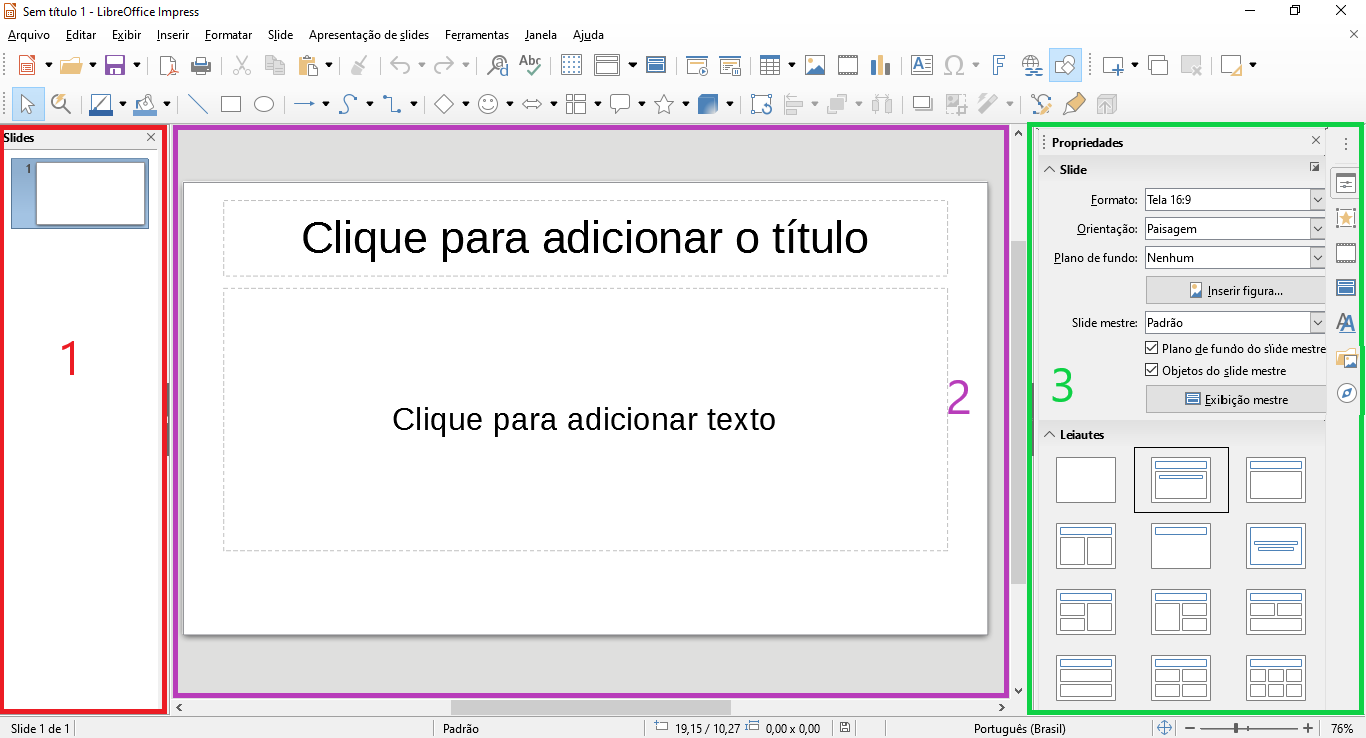 Sem título 1 - LibreOffice Impress
Arquivo Editar Exibir Inserir Formatar Slide Apresentação de slides Ferramentas Janela Ajuda
Abc
Slides
1
1
Clique para adicionar o título
Clique para adicionar texto
2
Propriedades
Slide
Formato: Tela 16:9
Orientação: Paisagem
Plano de fundo: Nenhum
Inserir figura...
Slide mestre: Padrão
Plano de fundo do slide mestre
Objetos do slide mestre
3
Exibição mestre
Leiautes
Slide 1 de 1 Padrão 19,15 / 10,27 0,00 x 0,00 Português (Brasil) 76%